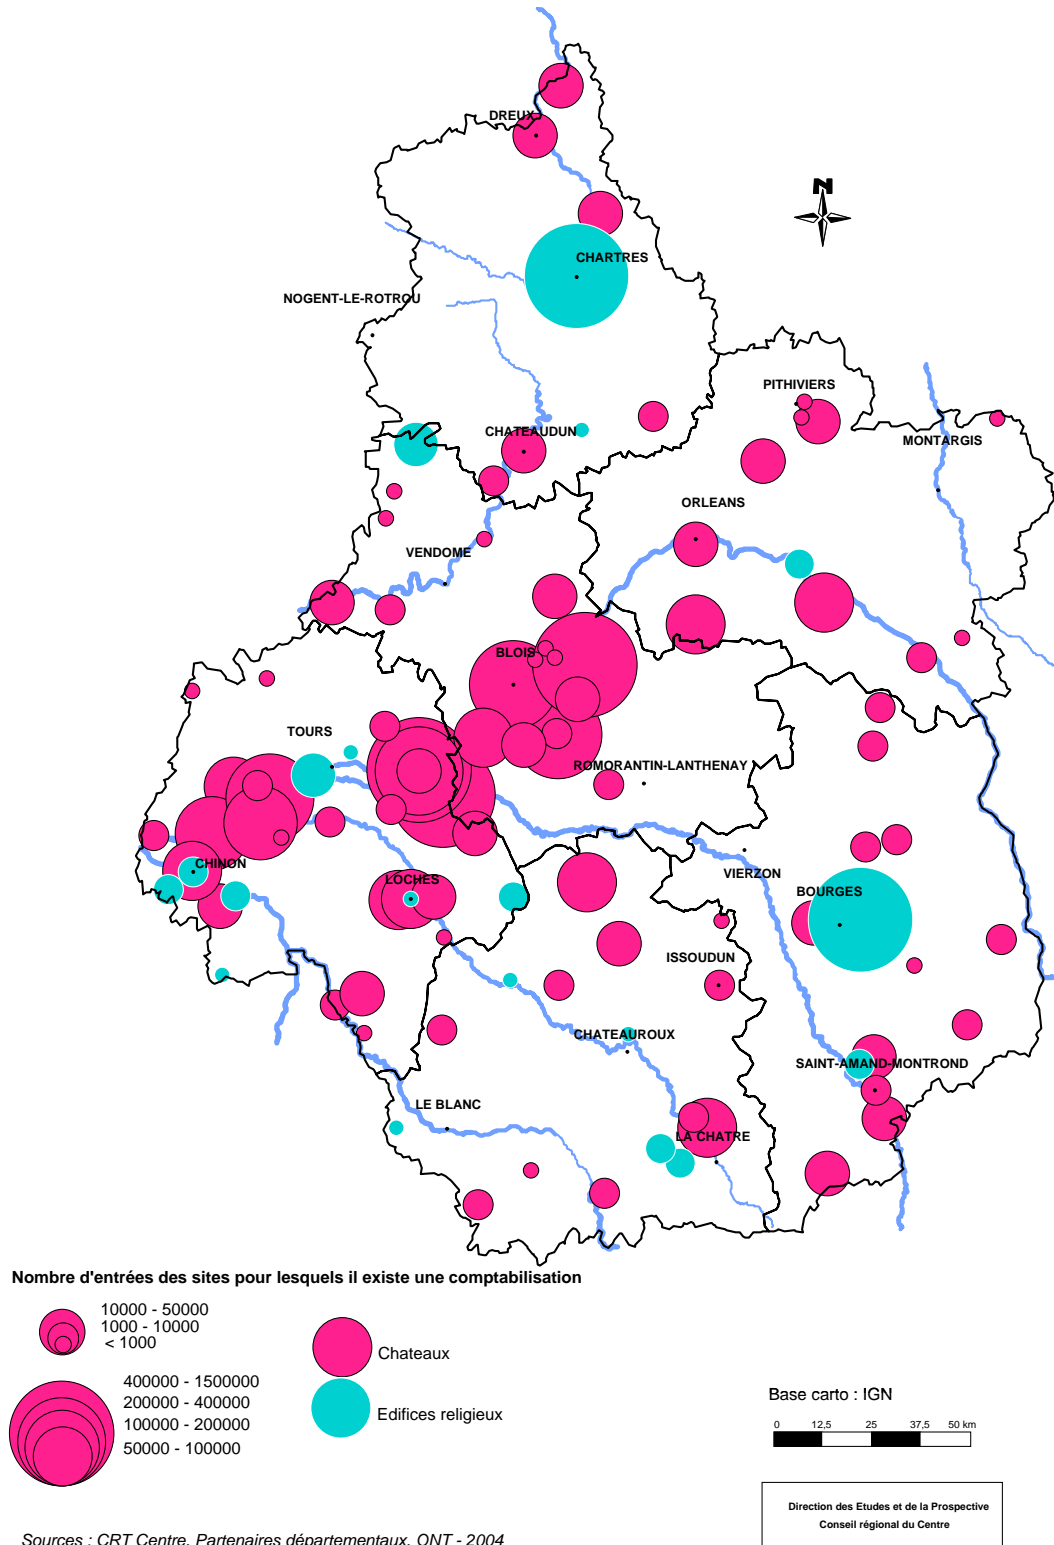 N
DREUX
CHARTRES
NOGENT-LE-ROTROU
PITHIVIERS
CHATEAUDUN
MONTARGIS
ORLEANS
VENDOME
BLOIS
TOURS
ROMORANTIN-LANTHENAY
CHINON
LOCHES
VIERZON
BOURGES
ISSOUDUN
CHATEAUROUX
SAINT-AMAND-MONTROND
LE BLANC
LA CHATRE
Nombre d'entrées des sites pour lesquels il existe une comptabilisation
10000 - 50000
1000 - 10000
< 1000
Chateaux
400000 - 1500000
200000 - 400000
100000 - 200000
50000 - 100000
Edifices religieux
Base carto : IGN
0 12,5 25 37,5 50 km
Direction des Etudes et de la Prospective
Conseil régional du Centre
Sources : CRT Centre, Partenaires départementaux, ONT - 2004